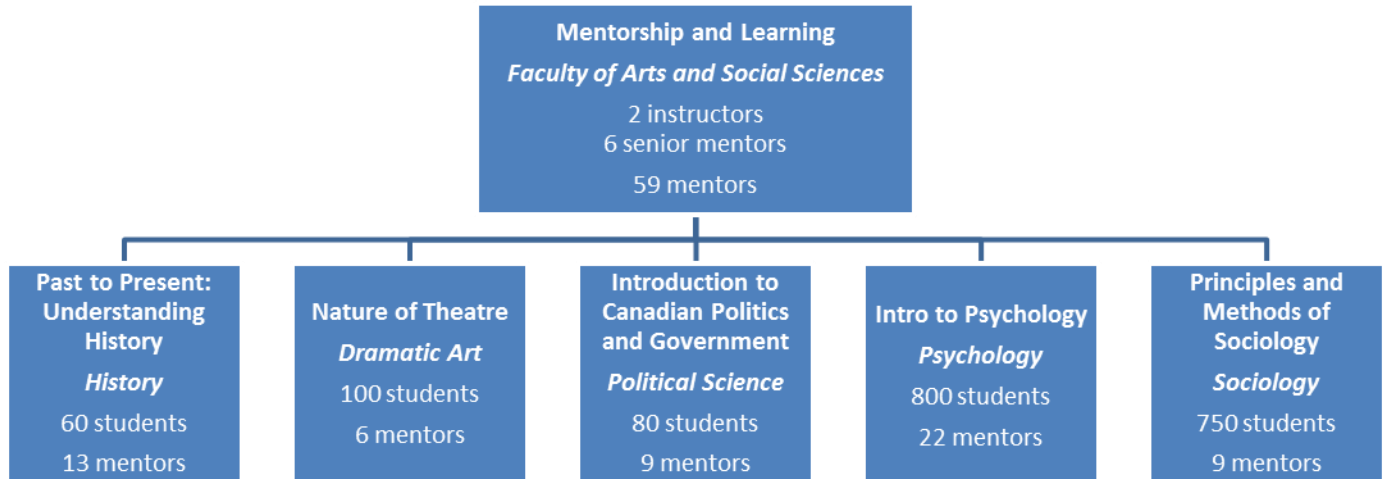 Mentorship and Learning
Faculty of Arts and Social Sciences
2 instructors
6 senior mentors
59 mentors
Past to Present:
Understanding
History
History
60 students
13 mentors
Nature of Theatre
Dramatic Art
100 students
6 mentors
Introduction to
Canadian Politics
and Government
Political Science
80 students
9 mentors
Intro to Psychology
Psychology
800 students
22 mentors
Principles and
Methods of
Sociology
Sociology
750 students
9 mentors